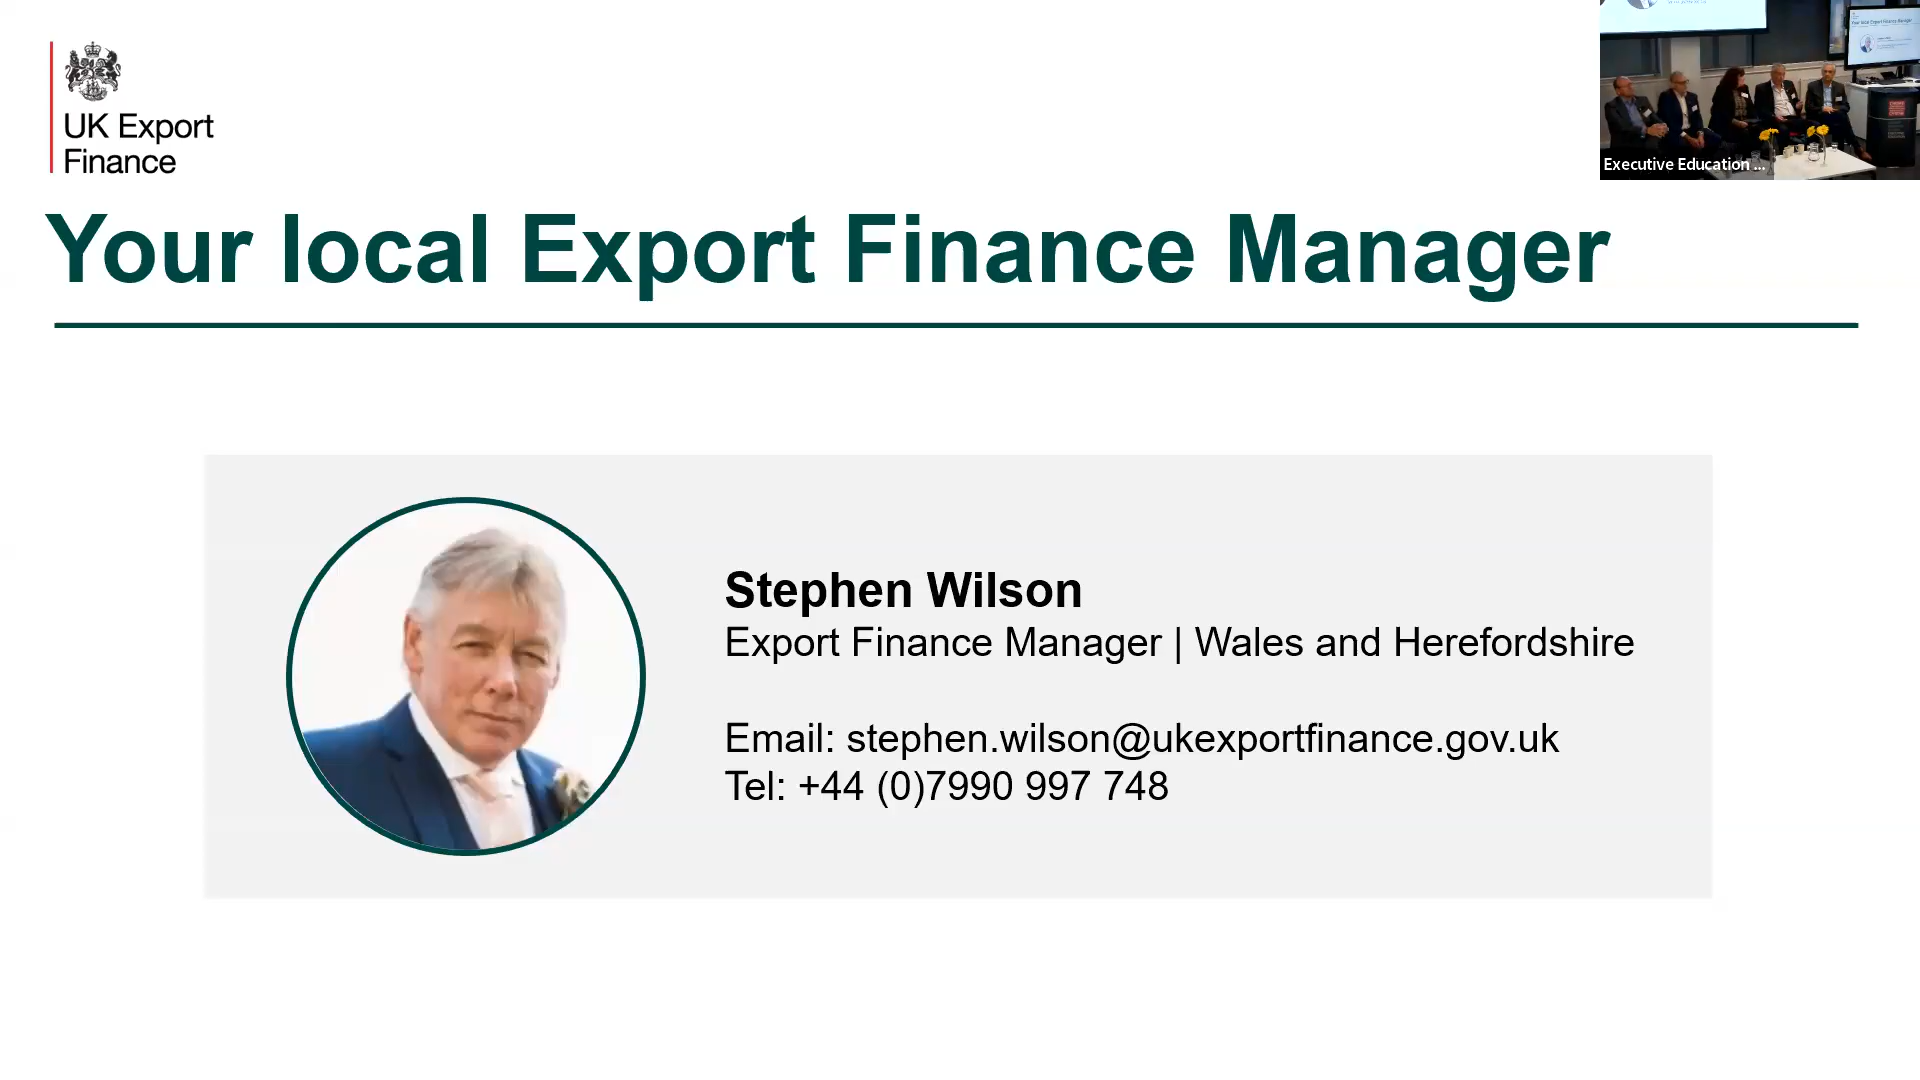 UK Export
Finance
Executive Education ...
Your local Export Finance Manager
Stephen Wilson
Export Finance Manager | Wales and Herefordshire
Email: stephen.wilson@ukexportfinance.gov.uk
Tel: +44 (0)7990 997 748